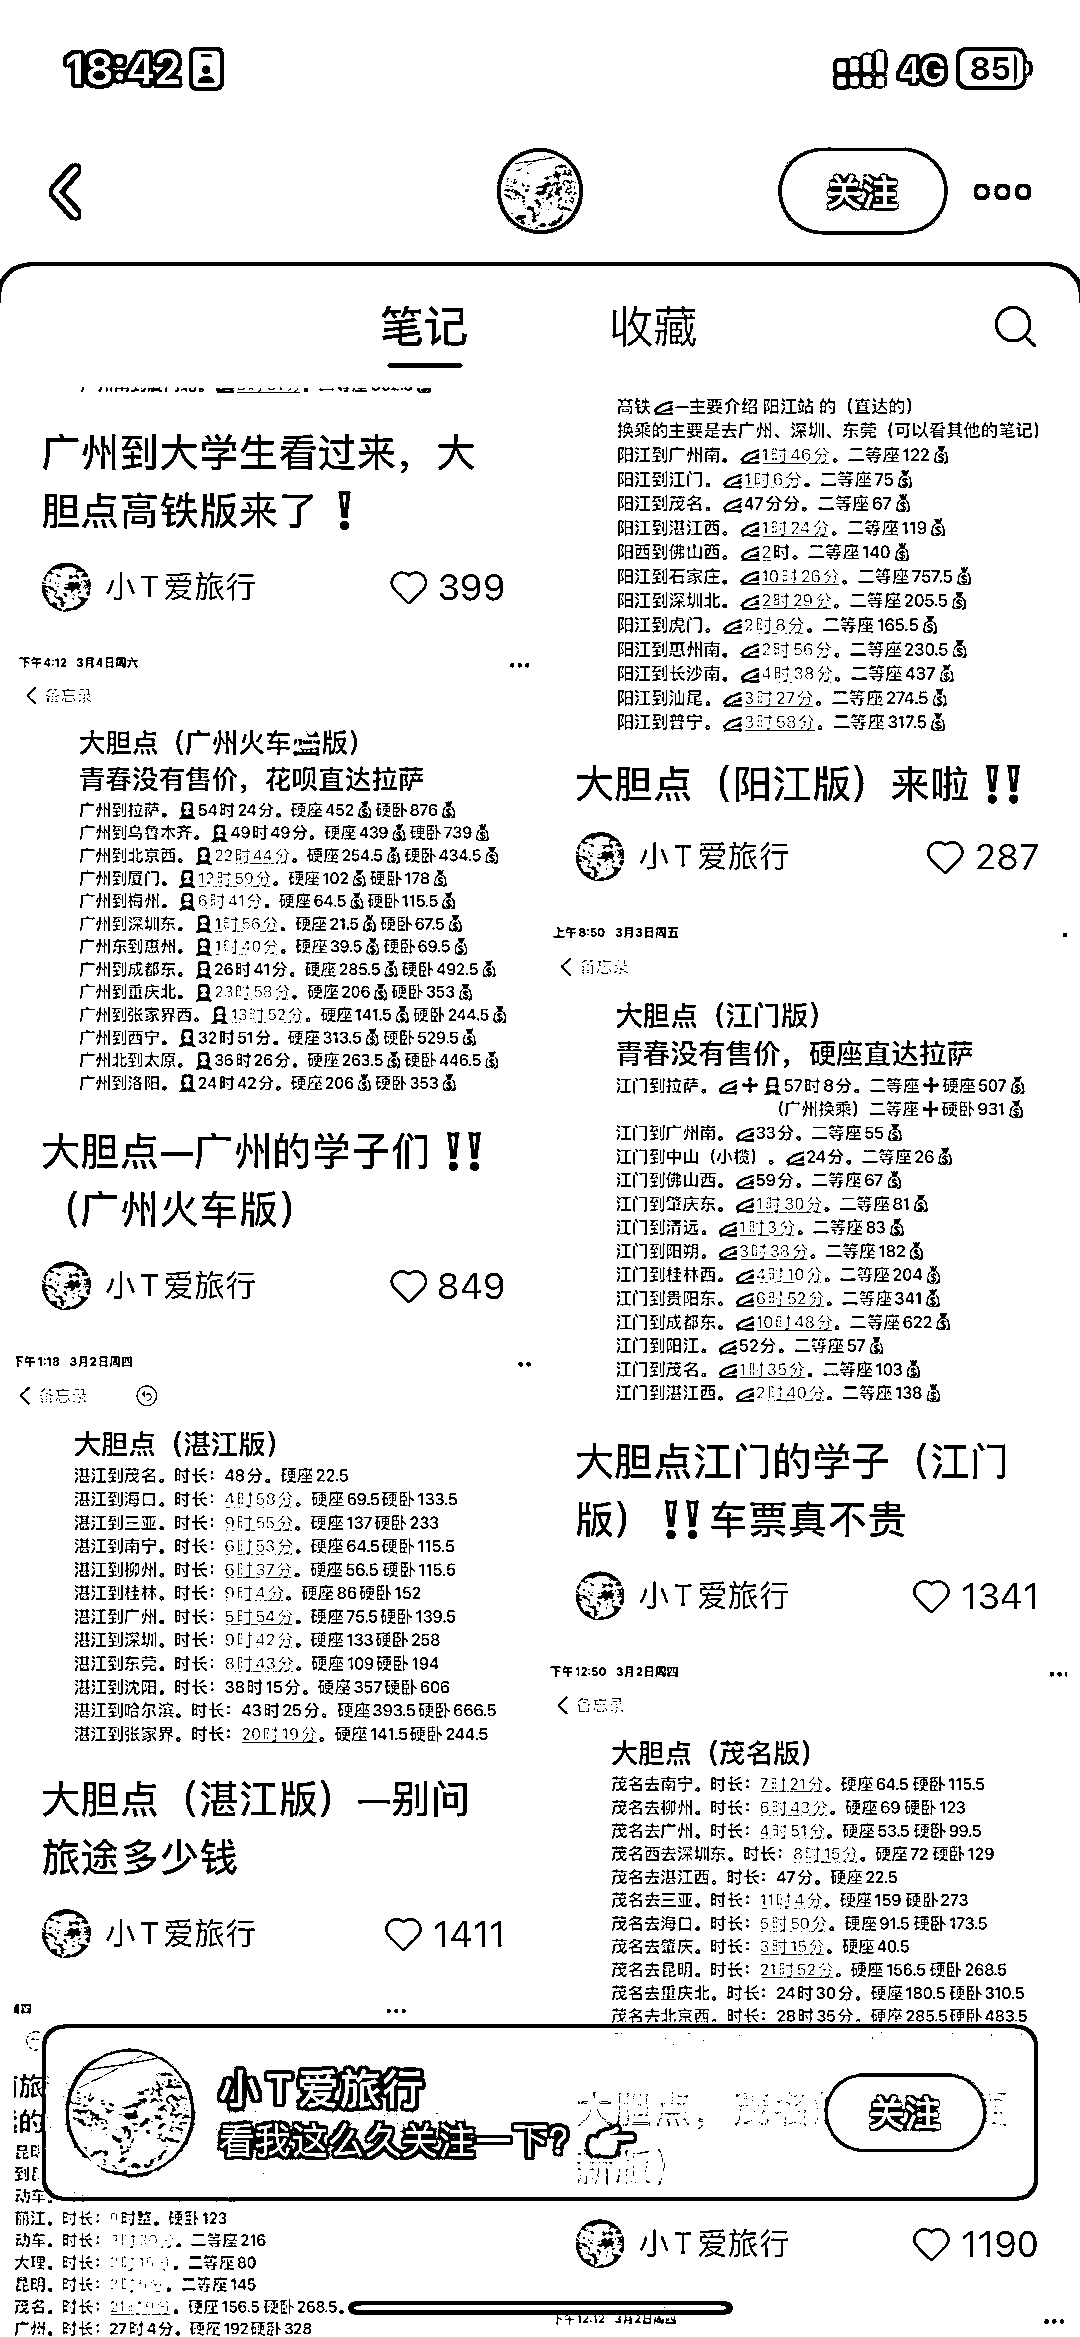 18:42
4G 85
关注
笔记
收藏
广州到大学生看过来，大
胆点高铁版来了❗
小T爱旅行
399
下午4:12 3月4日周六
备忘录
大胆点（广州火车🚞版）
青春没有售价，花呗直达拉萨
广州到拉萨。54时24分。硬座452💰硬卧876💰
广州到乌鲁木齐。49时49分。硬座439💰硬卧739💰
广州到北京西。22时44分。硬座254.5💰硬卧434.5💰
广州到厦门。12时59分。硬座102💰硬卧178💰
广州到梅州。6时41分。硬座64.5💰硬卧115.5💰
广州到深圳东。1时56分。硬座21.5💰硬卧67.5💰
广州东到惠州。1时40分。硬座39.5💰硬卧69.5💰
广州到成都东。26时41分。硬座285.5💰硬卧492.5💰
广州到重庆北。23时58分。硬座206💰硬卧353💰
广州到张家界西。13时52分。硬座141.5💰硬卧244.5💰
广州到西宁。32时51分。硬座313.5💰硬卧529.5💰
广州北到太原。36时26分。硬座263.5💰硬卧446.5💰
广州到洛阳。24时42分。硬座206💰硬卧353💰
大胆点—广州的学子们‼️
（广州火车版）
小T爱旅行
849
下午1:18 3月2日周四
备忘录
大胆点（湛江版）
湛江到茂名。时长：48分。硬座22.5
湛江到海口。时长：4时58分。硬座69.5硬卧133.5
湛江到三亚。时长：9时55分。硬座137硬卧233
湛江到南宁。时长：6时53分。硬座64.5硬卧115.5
湛江到柳州。时长：6时37分。硬座56.5硬卧115.5
湛江到桂林。时长：9时4分。硬座86硬卧152
湛江到广州。时长：5时54分。硬座75.5硬卧139.5
湛江到深圳。时长：9时42分。硬座133硬卧258
湛江到东莞。时长：8时43分。硬座109硬卧194
湛江到沈阳。时长：38时15分。硬座357硬卧606
湛江到哈尔滨。时长：43时25分。硬座393.5硬卧666.5
湛江到张家界。时长：20时19分。硬座141.5硬卧244.5
大胆点（湛江版）—别问
旅途多少钱
小T爱旅行
1411
丽江。时长：时整。硬卧123
动车。时长：二等座216
大理。时长：二等座80
昆明。时长：二等座145
茂名。时长：硬座156.5硬卧268.5。
广州。时长：27时4分。硬座192硬卧328
高铁🚄—主要介绍 阳江站 的（直达的）
换乘的主要是去广州、深圳、东莞（可以看其他的笔记）
阳江到广州南。🚄1时46分。二等座122💰
阳江到江门。🚄1时6分。二等座75💰
阳江到茂名。🚄47分分。二等座67💰
阳江到湛江西。🚄1时24分。二等座119💰
阳西到佛山西。🚄2时。二等座140💰
阳江到石家庄。🚄10时26分。二等座757.5💰
阳江到深圳北。🚄2时29分。二等座205.5💰
阳江到虎门。🚄2时8分。二等座165.5💰
阳江到惠州南。🚄2时56分。二等座230.5💰
阳江到长沙南。🚄4时38分。二等座437💰
阳江到汕尾。🚄3时27分。二等座274.5💰
阳江到普宁。🚄3时58分。二等座317.5💰
大胆点（阳江版）来啦‼️
小T爱旅行
287
上午8:50 3月3日周五
备忘录
大胆点（江门版）
青春没有售价，硬座直达拉萨
江门到拉萨。🚄➕57时8分。二等座➕硬座507💰
（广州换乘）二等座➕硬卧931💰
江门到广州南。🚄33分。二等座55💰
江门到中山（小榄）。🚄24分。二等座26💰
江门到佛山西。🚄59分。二等座67💰
江门到肇庆东。🚄1时30分。二等座81💰
江门到清远。🚄1时3分。二等座83💰
江门到阳朔。🚄3时38分。二等座182💰
江门到桂林西。🚄4时10分。二等座204💰
江门到贵阳东。🚄6时52分。二等座341💰
江门到成都东。🚄10时48分。二等座622💰
江门到阳江。🚄52分。二等座57💰
江门到茂名。🚄1时35分。二等座103💰
江门到湛江西。🚄2时40分。二等座138💰
大胆点江门的学子（江门
版）‼️车票真不贵
小T爱旅行
1341
下午12:50 3月2日周四
备忘录
大胆点（茂名版）
茂名去南宁。时长：7时21分。硬座64.5 硬卧115.5
茂名去柳州。时长：6时43分。硬座69 硬卧123
茂名去广州。时长：4时51分。硬座53.5 硬卧99.5
茂名西去深圳东。时长：8时15分。硬座72 硬卧129
茂名去湛江西。时长：47分。硬座22.5
茂名去三亚。时长：11时4分。硬座159 硬卧273
茂名去海口。时长：5时50分。硬座91.5 硬卧173.5
茂名去肇庆。时长：3时15分。硬座40.5
茂名去昆明。时长：21时52分。硬座156.5 硬卧268.5
茂名去重庆北。时长：24时30分。硬座180.5 硬卧310.5
茂名去北京西。时长：28时35分。硬座285.5硬卧483.5
大胆点，茂名
新版）
小T爱旅行
看我这么久关注一下？👉
关注
小T爱旅行
1190
下午12:12 3月2日周四